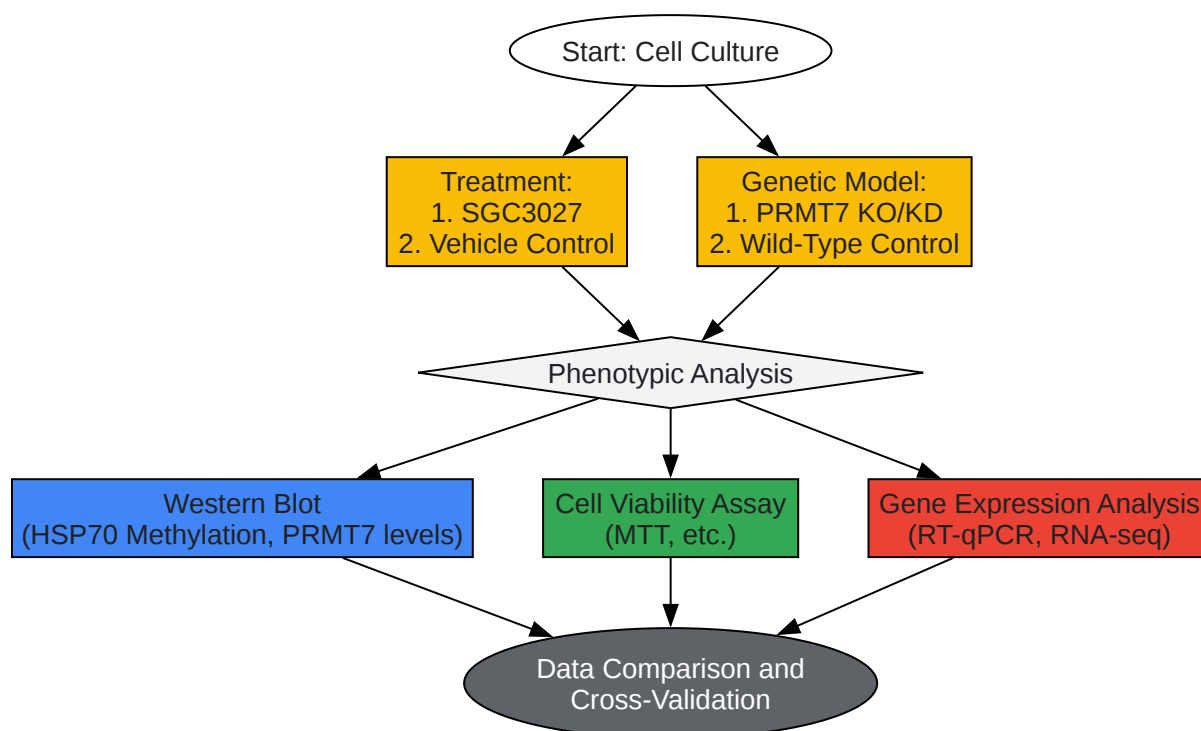 Start: Cell Culture
Treatment:
1. SGC3027
2. Vehicle Control
Genetic Model:
1. PRMT7 KO/KD
2. Wild-Type Control
Phenotypic Analysis
Western Blot
(HSP70 Methylation, PRMT7 levels)
Cell Viability Assay
(MTT, etc.)
Gene Expression Analysis
(RT-qPCR, RNA-seq)
Data Comparison and
Cross-Validation